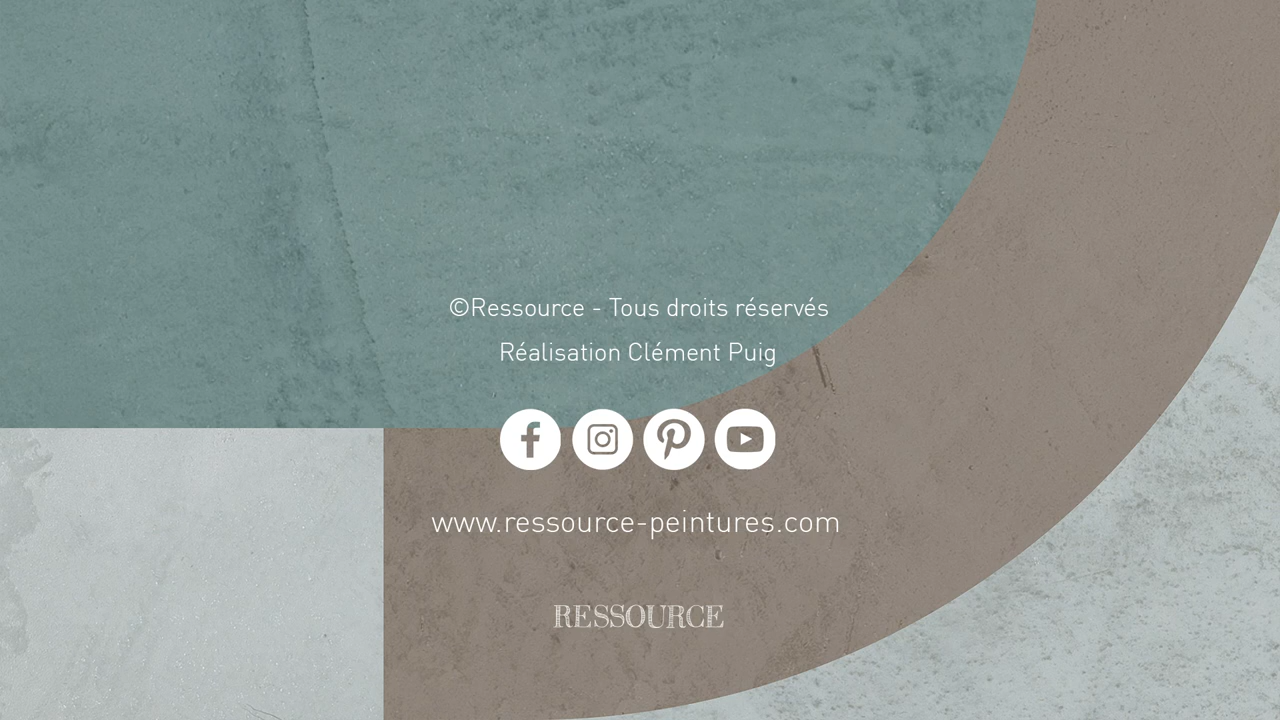 ©Ressource - Tous droits réservés
Réalisation Clément Puig
www.ressource-peintures.com
RESSOURCE